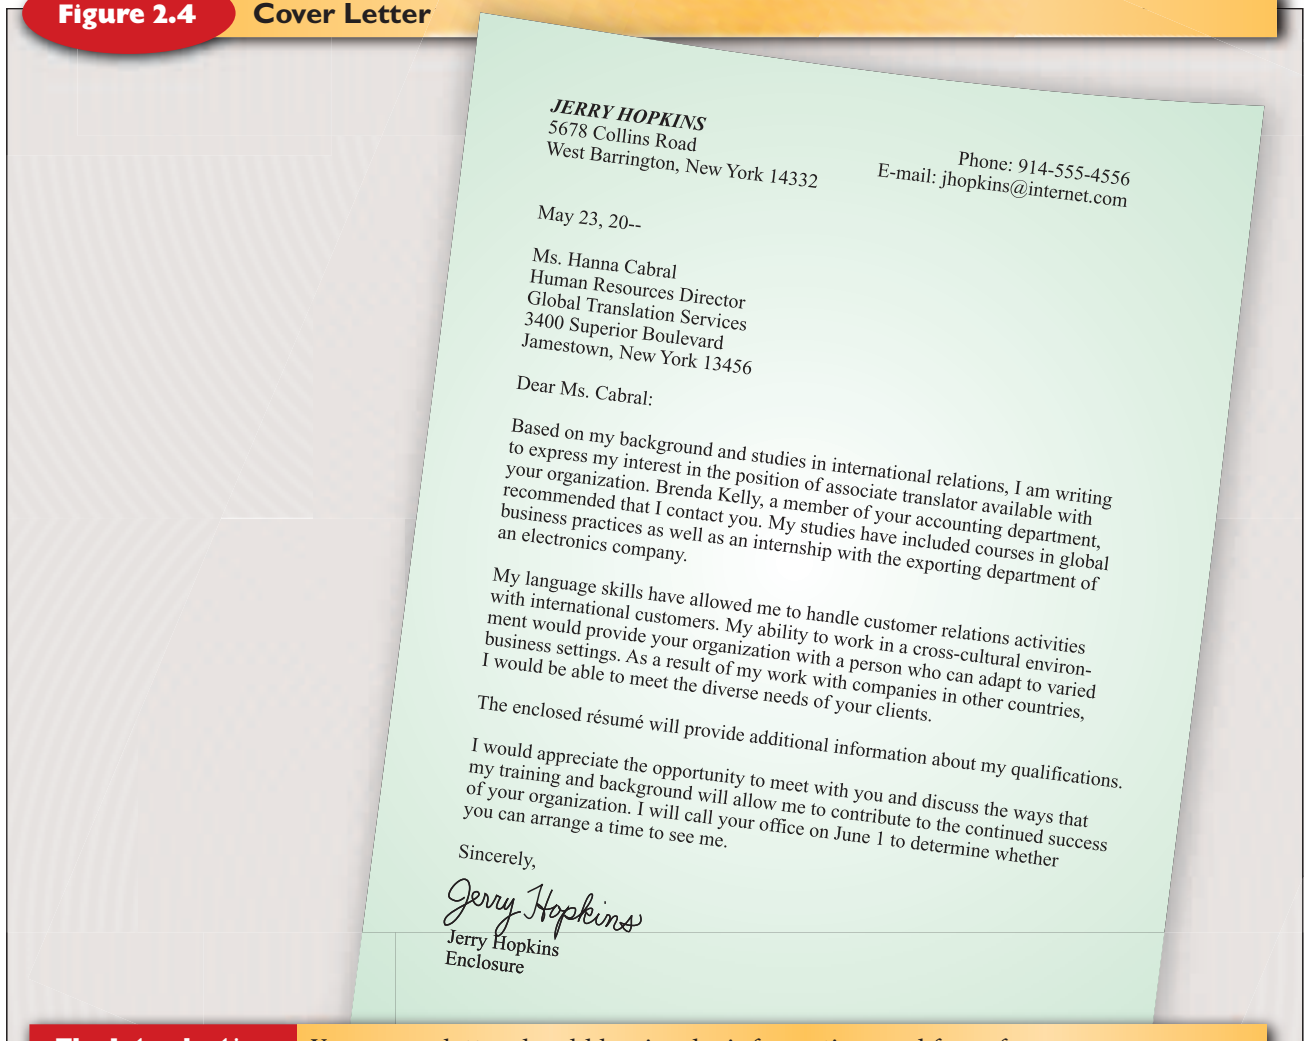 Figure 2.4 Cover Letter
JERRY HOPKINS
5678 Collins Road
West Barrington, New York 14332
Phone: 914-555-4556
E-mail: jhopkins@internet.com
May 23, 20--
Ms. Hanna Cabral
Human Resources Director
Global Translation Services
3400 Superior Boulevard
Jamestown, New York 13456
Dear Ms. Cabral:
Based on my background and studies in international relations, I am writing
to express my interest in the position of associate translator available with
your organization. Brenda Kelly, a member of your accounting department,
recommended that I contact you. My studies have included courses in global
business practices as well as an internship with the exporting department of
an electronics company.
My language skills have allowed me to handle customer relations activities
with international customers. My ability to work in a cross-cultural environ-
ment would provide your organization with a person who can adapt to varied
business settings. As a result of my work with companies in other countries,
I would be able to meet the diverse needs of your clients.
The enclosed résumé will provide additional information about my qualifications.
I would appreciate the opportunity to meet with you and discuss the ways that
my training and background will allow me to contribute to the continued success
of your organization. I will call your office on June 1 to determine whether
you can arrange a time to see me.
Sincerely,
Jerry Hopkins
Jerry Hopkins
Enclosure